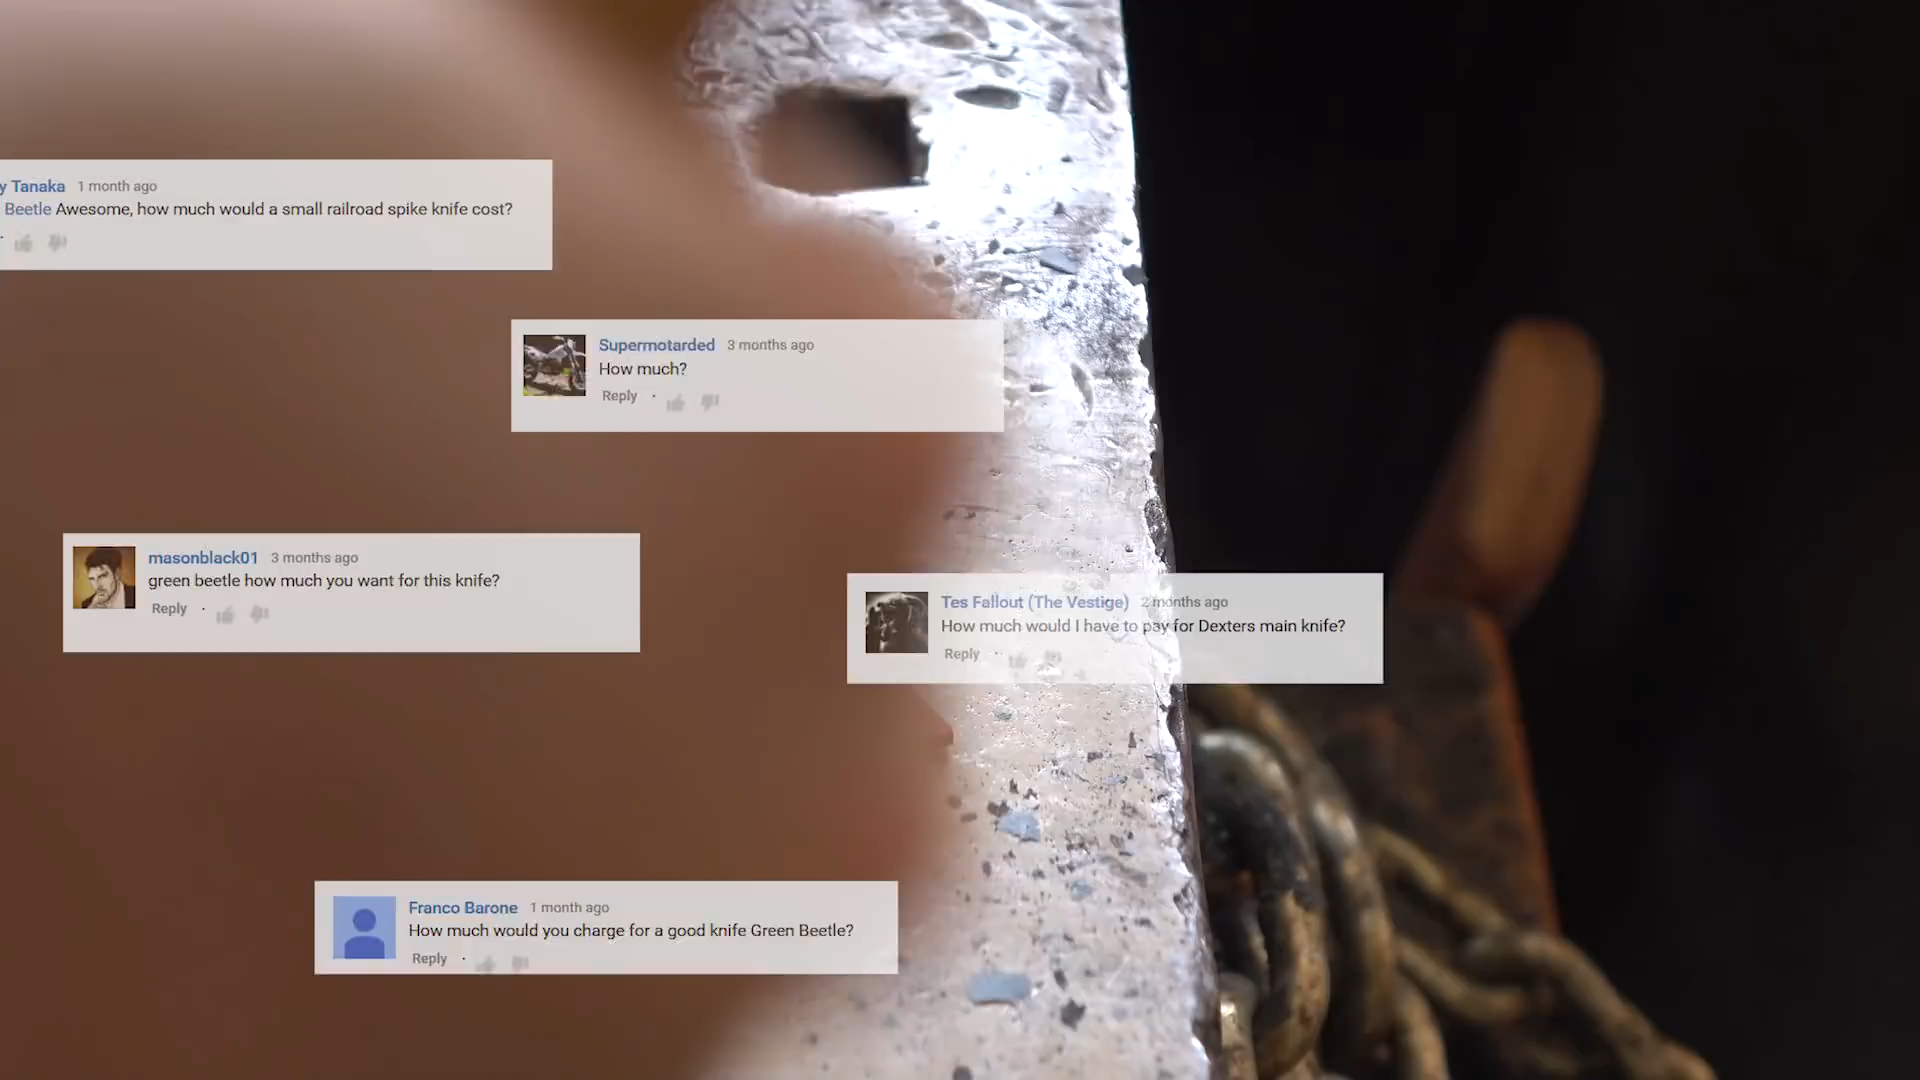 y Tanaka 1 month ago
Beetle Awesome, how much would a small railroad spike knife cost?
Supermotarded 3 months ago
How much?
Reply
masonblack01 3 months ago
green beetle how much you want for this knife?
Reply
Tes Fallout (The Vestige) 2 months ago
How much would I have to pay for Dexters main knife?
Reply
Franco Barone 1 month ago
How much would you charge for a good knife Green Beetle?
Reply